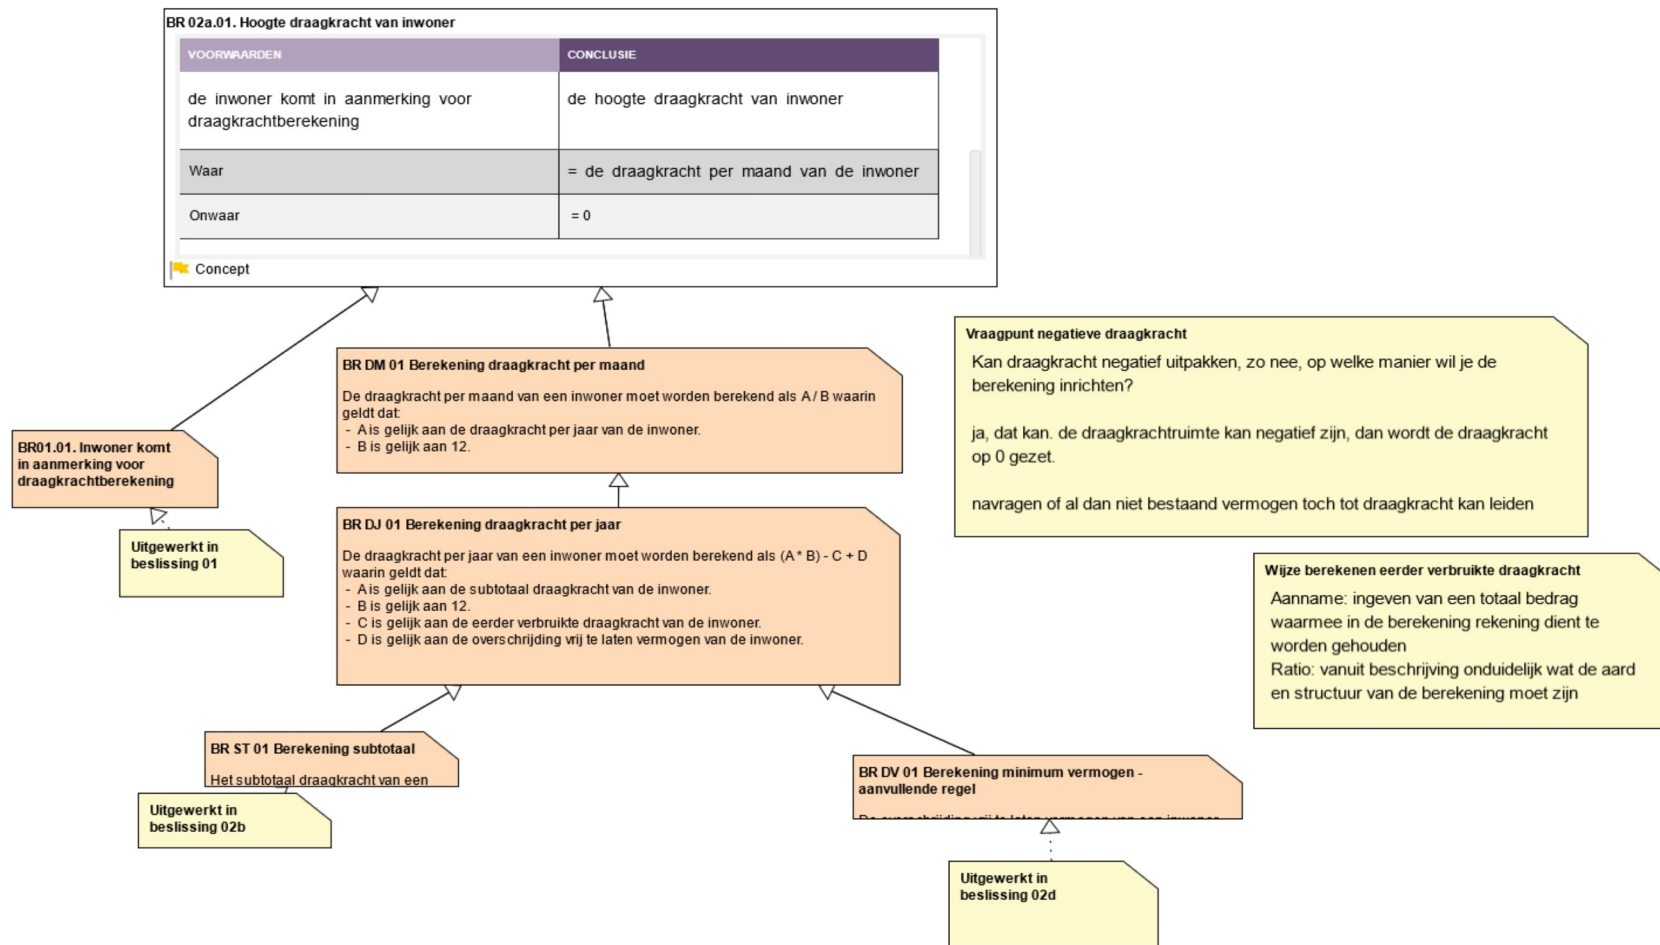 BR 02a.01. Hoogte draagkracht van inwoner
VOORWAARDEN
CONCLUSIE
de inwoner komt in aanmerking voor
draagkrachtberekening
de hoogte draagkracht van inwoner
Waar
= de draagkracht per maand van de inwoner
Onwaar
= 0
Concept
BR DM 01 Berekening draagkracht per maand
De draagkracht per maand van een inwoner moet worden berekend als A / B waarin
geldt dat:
- A is gelijk aan de draagkracht per jaar van de inwoner.
- B is gelijk aan 12.
Vraagpunt negatieve draagkracht
Kan draagkracht negatief uitpakken, zo nee, op welke manier wil je de
berekening inrichten?
ja, dat kan. de draagkrachtruimte kan negatief zijn, dan wordt de draagkracht
op 0 gezet.
navragen of al dan niet bestaand vermogen toch tot draagkracht kan leiden
BR01.01. Inwoner komt
in aanmerking voor
draagkrachtberekening
Uitgewerkt in
beslissing 01
BR DJ 01 Berekening draagkracht per jaar
De draagkracht per jaar van een inwoner moet worden berekend als (A * B) - C + D
waarin geldt dat:
- A is gelijk aan de subtotaal draagkracht van de inwoner.
- B is gelijk aan 12.
- C is gelijk aan de eerder verbruikte draagkracht van de inwoner.
- D is gelijk aan de overschrijding vrij te laten vermogen van de inwoner.
Wijze berekenen eerder verbruikte draagkracht
Aanname: ingeven van een totaal bedrag
waarmee in de berekening rekening dient te
worden gehouden
Ratio: vanuit beschrijving onduidelijk wat de aard
en structuur van de berekening moet zijn
BR ST 01 Berekening subtotaal
Het subtotaal draagkracht van een
Uitgewerkt in
beslissing 02b
BR DV 01 Berekening minimum vermogen -
aanvullende regel
De overschrijding vrij te laten vermogen van een inwoner
Uitgewerkt in
beslissing 02d